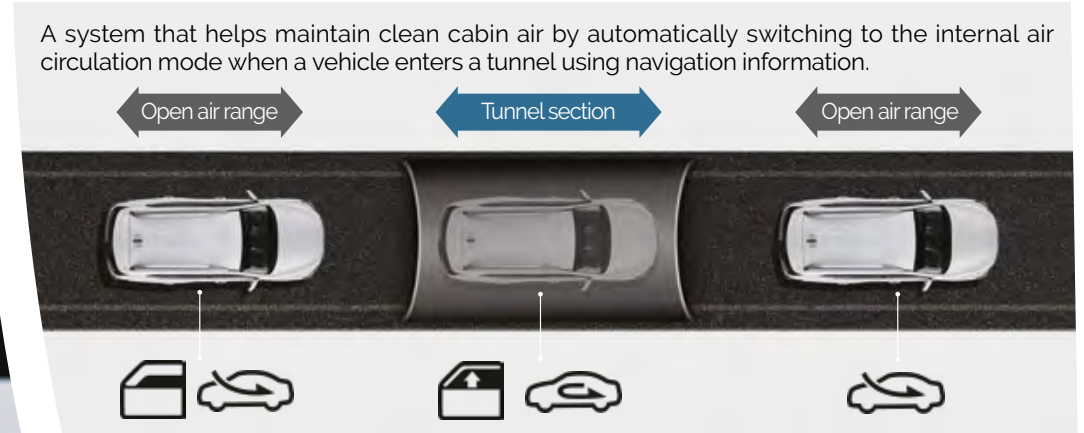 A system that helps maintain clean cabin air by automatically switching to the internal air
circulation mode when a vehicle enters a tunnel using navigation information.
Open air range
Tunnel section
Open air range